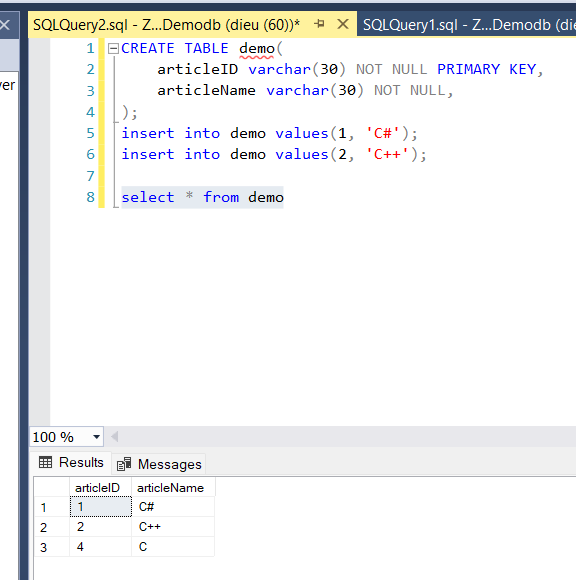 SQLQuery2.sql - Z...Demodb (dieu (60))* SQLQuery1.sql - Z...Demodb (die
ver
1 CREATE TABLE demo(
2 articleID varchar(30) NOT NULL PRIMARY KEY,
3 articleName varchar(30) NOT NULL,
4 );
5 insert into demo values(1, 'C#');
6 insert into demo values(2, 'C++');
7
8 select * from demo
100 %
Results Messages
articleID articleName
1 1 C#
2 2 C++
3 4 C